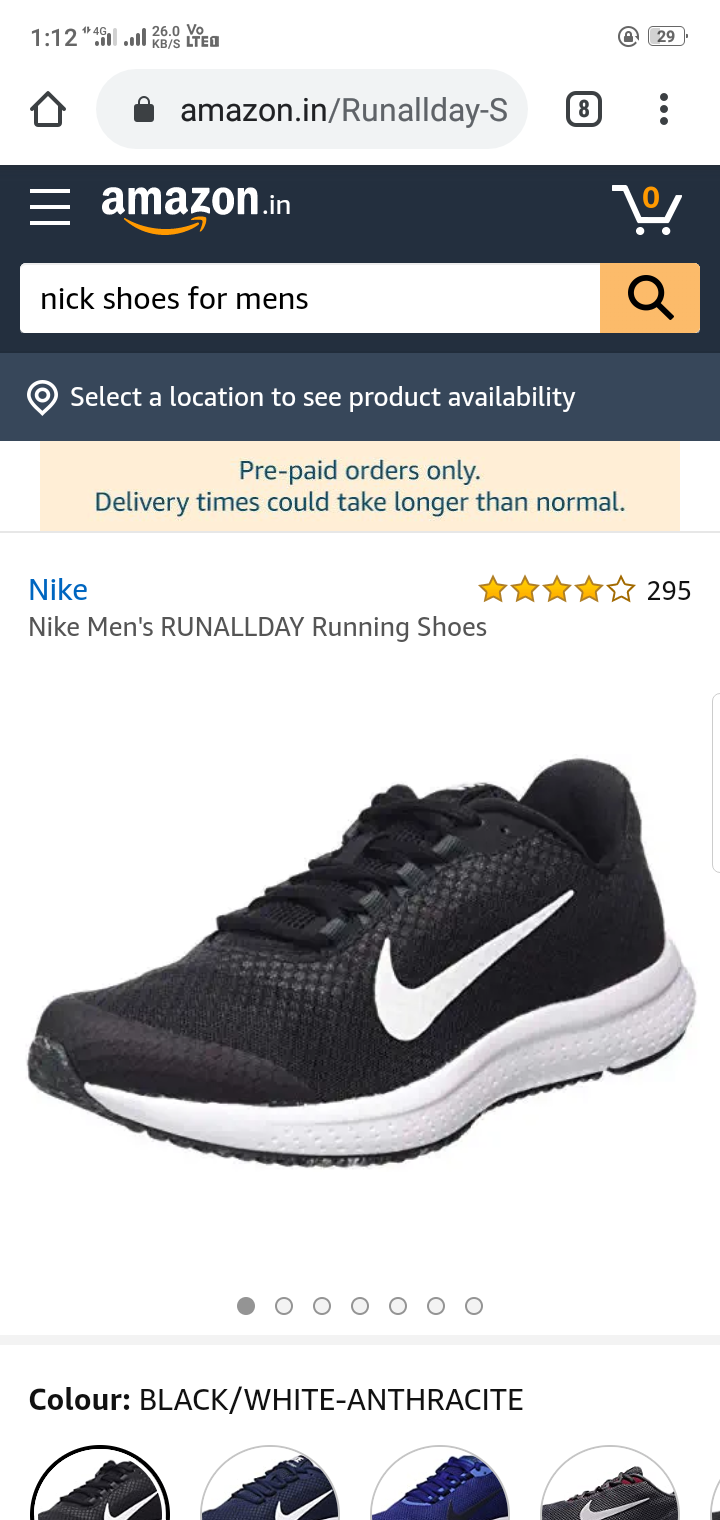 1:12 4G 26.0 KB/S Vo LTE1 29
amazon.in/Runallday-S 8
amazon.in 0
nick shoes for mens
Select a location to see product availability
Pre-paid orders only.
Delivery times could take longer than normal.
Nike 295
Nike Men's RUNALLDAY Running Shoes
Colour: BLACK/WHITE-ANTHRACITE